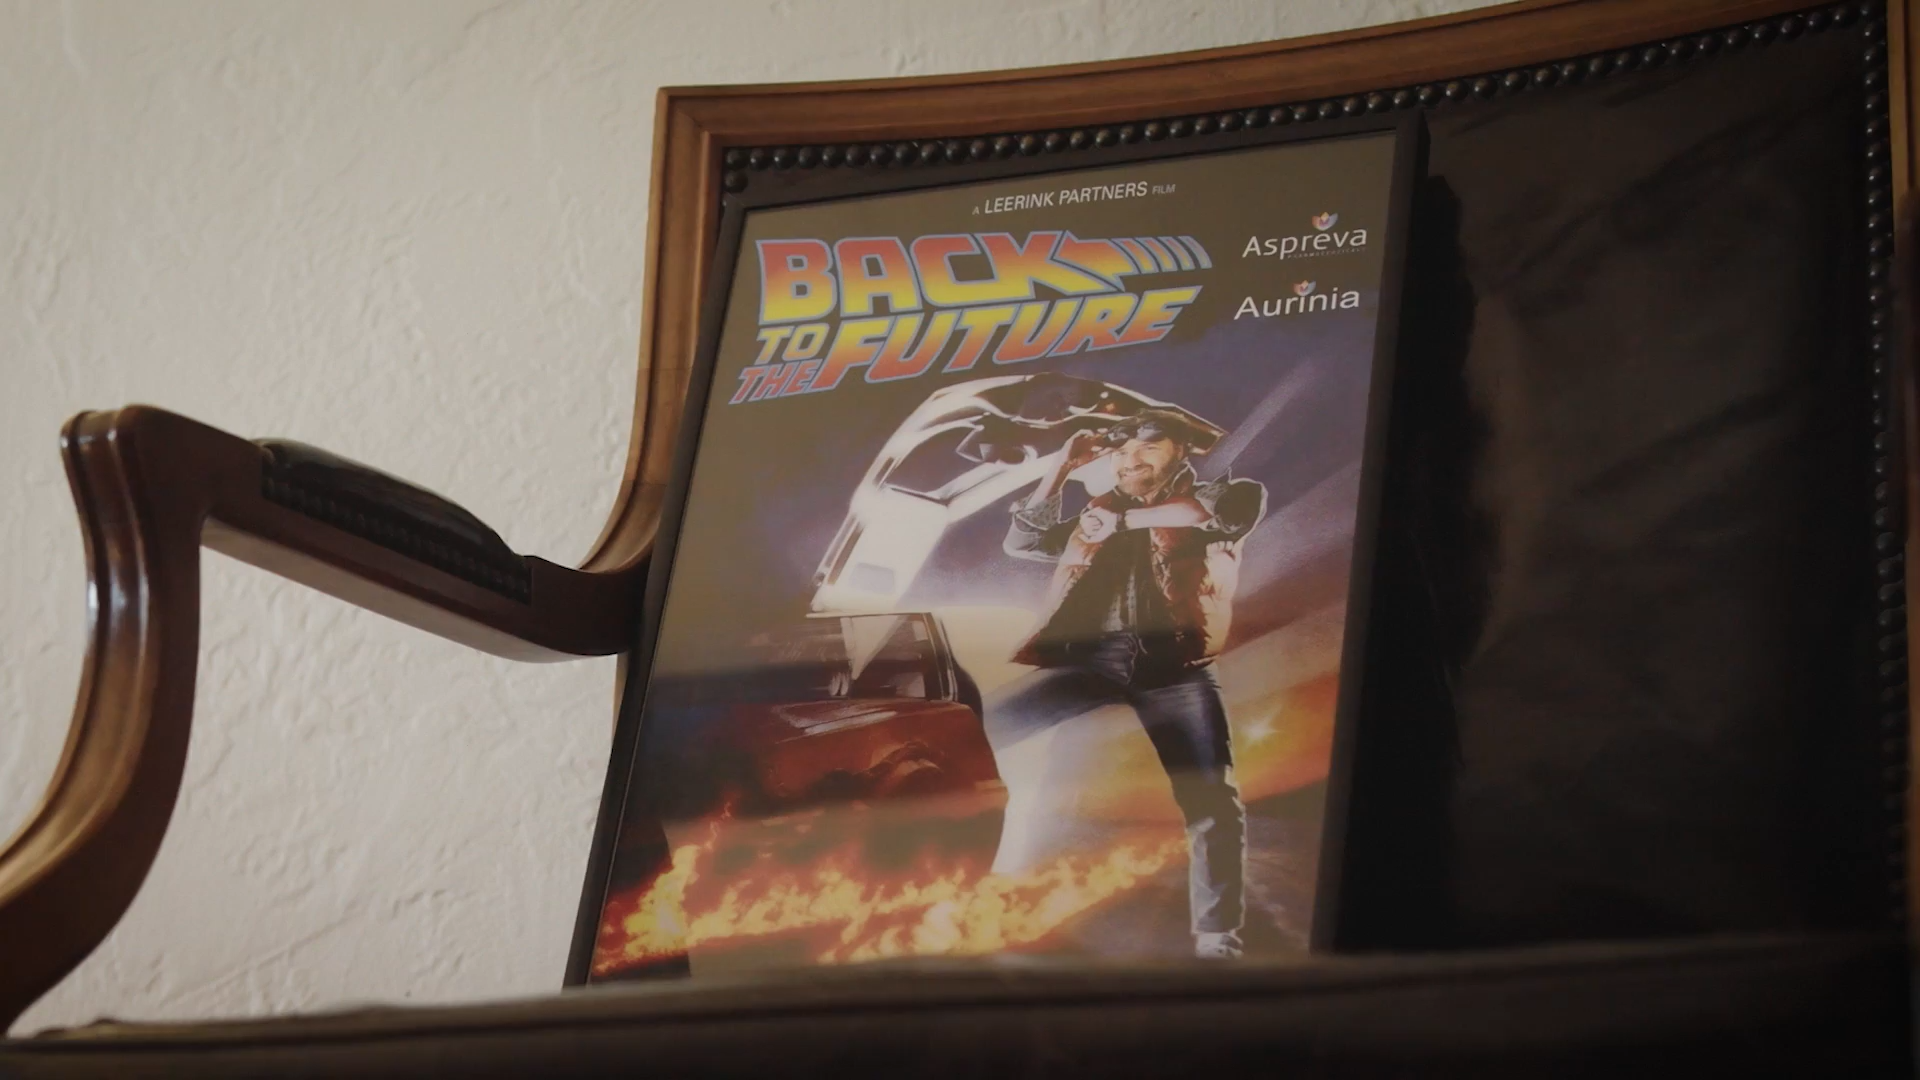 A LEERINK PARTNERS FILM
BACK
TO THE FUTURE
Aspreva
Aurinia